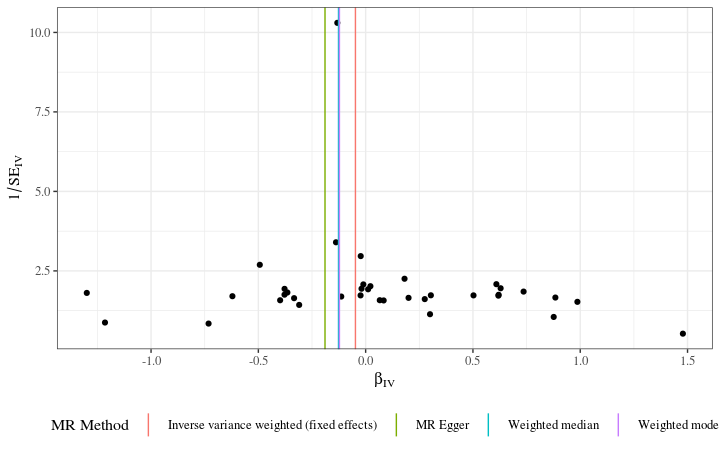 10.0
7.5
5.0
2.5
1/SE_IV
-1.0 -0.5 0.0 0.5 1.0 1.5
β_IV
MR Method Inverse variance weighted (fixed effects) MR Egger Weighted median Weighted mode